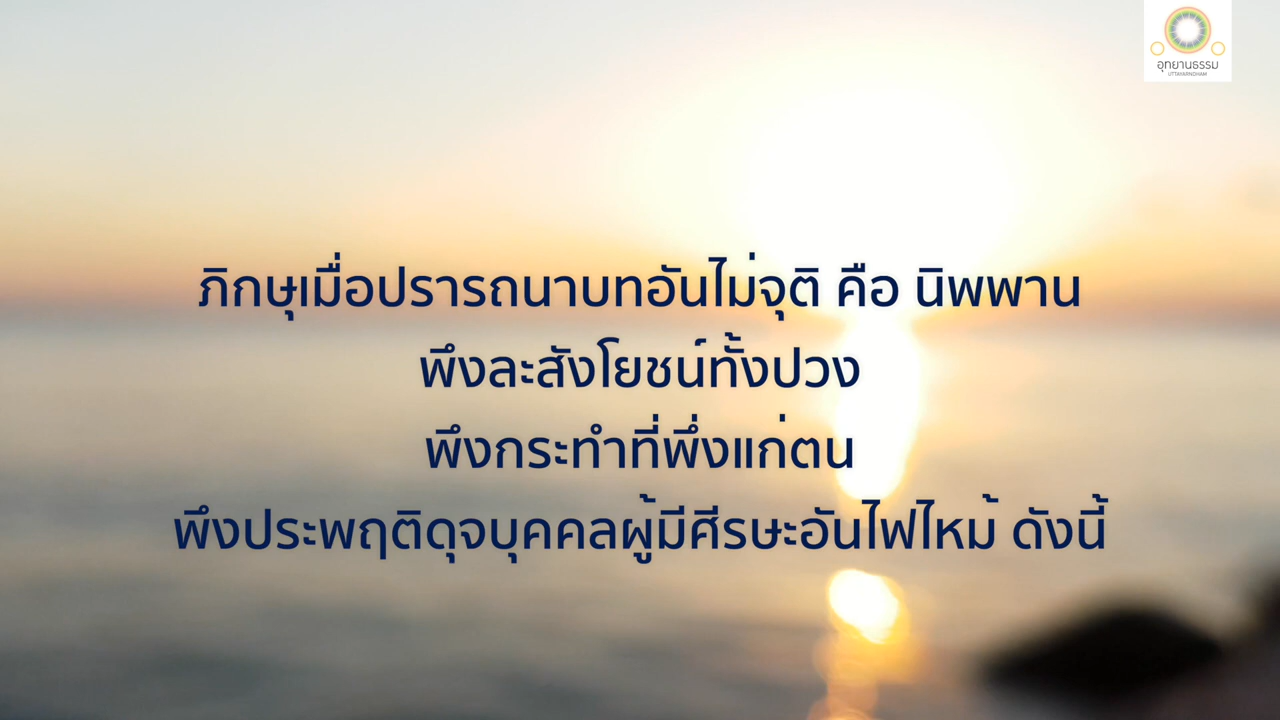 อุทยานธรรม
UTTAYARNDHAM
ภิกษุเมื่อปรารถนาบทอันไม่จุติ คือ นิพพาน
พึงละสังโยชน์ทั้งปวง
พึงกระทำที่พึ่งแก่ตน
พึงประพฤติดุจบุคคลผู้มีศีรษะอันไฟไหม้ ดังนี้